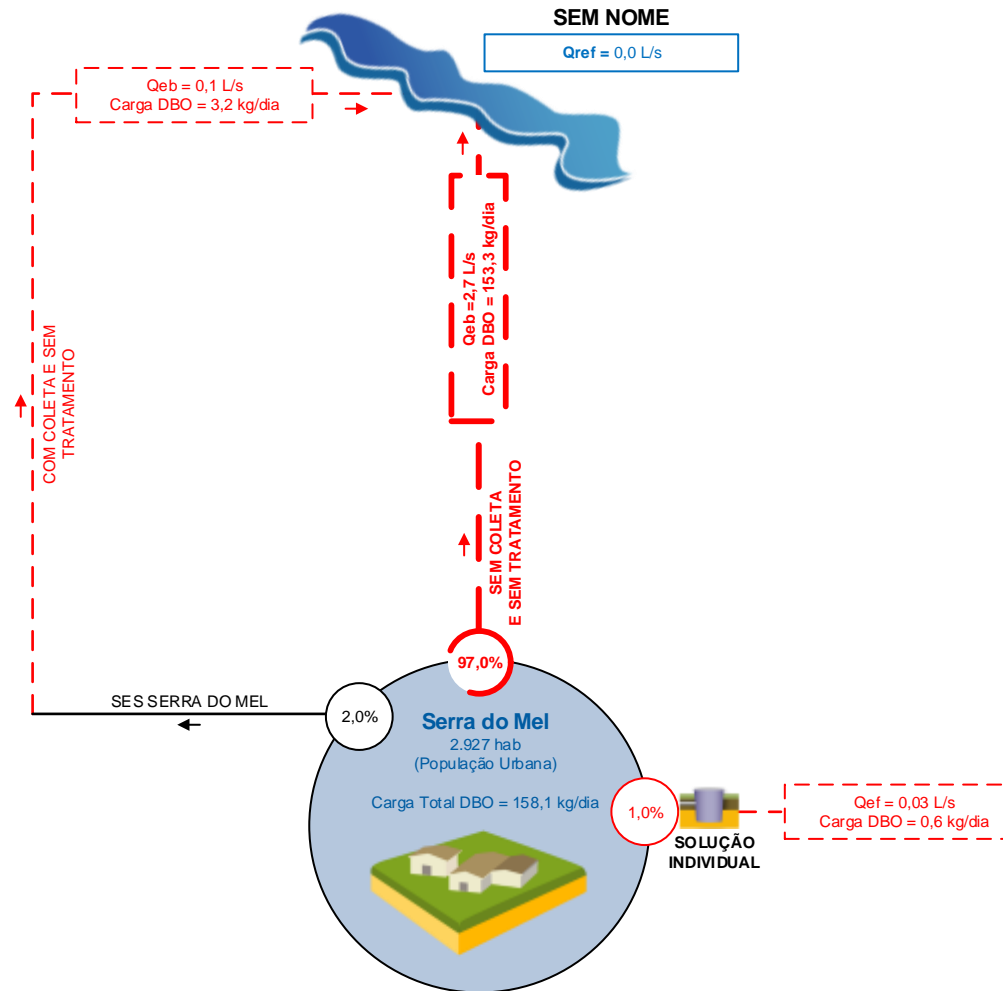 SEM NOME
Qref = 0,0 L/s
Qeb = 0,1 L/s
Carga DBO = 3,2 kg/dia
Qeb =2,7 L/s
Carga DBO = 153,3 kg/dia
COM COLETA E SEM
TRATAMENTO
SEM COLETA
E SEM TRATAMENTO
97,0%
SES SERRA DO MEL
2,0%
Serra do Mel
2.927 hab
(População Urbana)
Carga Total DBO = 158,1 kg/dia
1,0%
SOLUÇÃO
INDIVIDUAL
Qef = 0,03 L/s
Carga DBO = 0,6 kg/dia